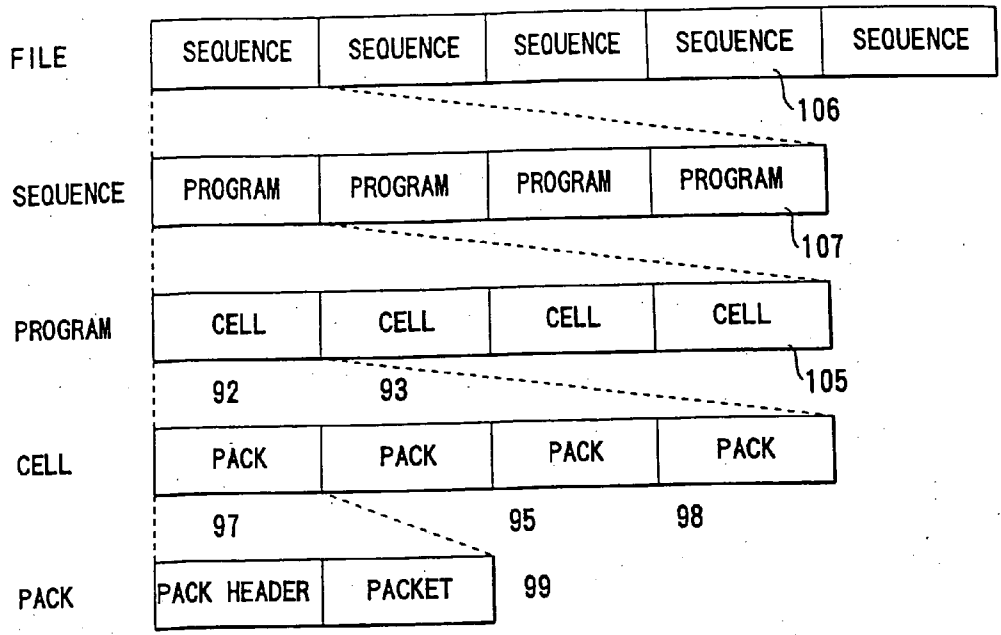 FILE SEQUENCE SEQUENCE SEQUENCE SEQUENCE SEQUENCE
106
SEQUENCE PROGRAM PROGRAM PROGRAM PROGRAM
107
PROGRAM CELL CELL CELL CELL
92 93 105
CELL PACK PACK PACK PACK
97 95 98
PACK PACK HEADER PACKET 99